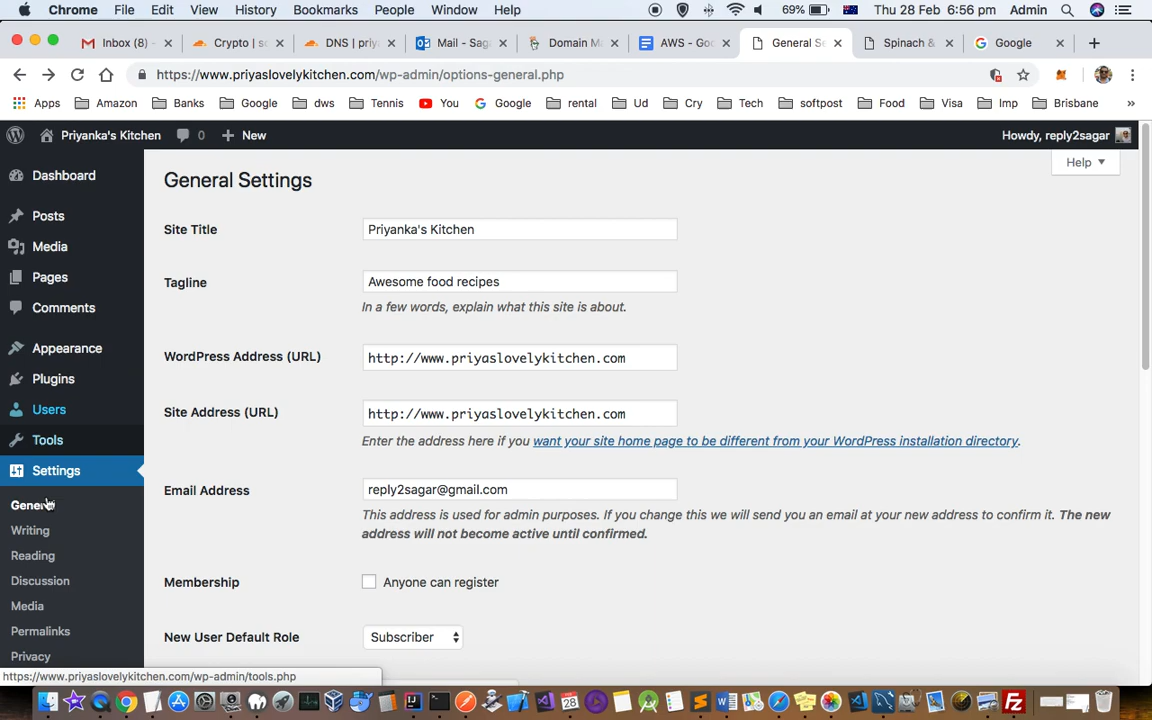 Chrome File Edit View History Bookmarks People Window Help 69% Thu 28 Feb 6:56 pm Admin
Inbox (8) Crypto | s DNS | priy Mail - Sag Domain M AWS - Go General Se Spinach & Google
https://www.priyaslovelykitchen.com/wp-admin/options-general.php
Apps Amazon Banks Google dws Tennis You Google rental Ud Cry Tech softpost Food Visa Imp Brisbane »
Priyanka's Kitchen 0 New Howdy, reply2sagar
Help
Dashboard
Posts
Media
Pages
Comments
Appearance
Plugins
Users
Tools
Settings
General
Writing
Reading
Discussion
Media
Permalinks
Privacy
General Settings
Site Title Priyanka's Kitchen
Tagline Awesome food recipes
In a few words, explain what this site is about.
WordPress Address (URL) http://www.priyaslovelykitchen.com
Site Address (URL) http://www.priyaslovelykitchen.com
Enter the address here if you want your site home page to be different from your WordPress installation directory.
Email Address reply2sagar@gmail.com
This address is used for admin purposes. If you change this we will send you an email at your new address to confirm it. The new
address will not become active until confirmed.
Membership Anyone can register
New User Default Role Subscriber
https://www.priyaslovelykitchen.com/wp-admin/tools.php